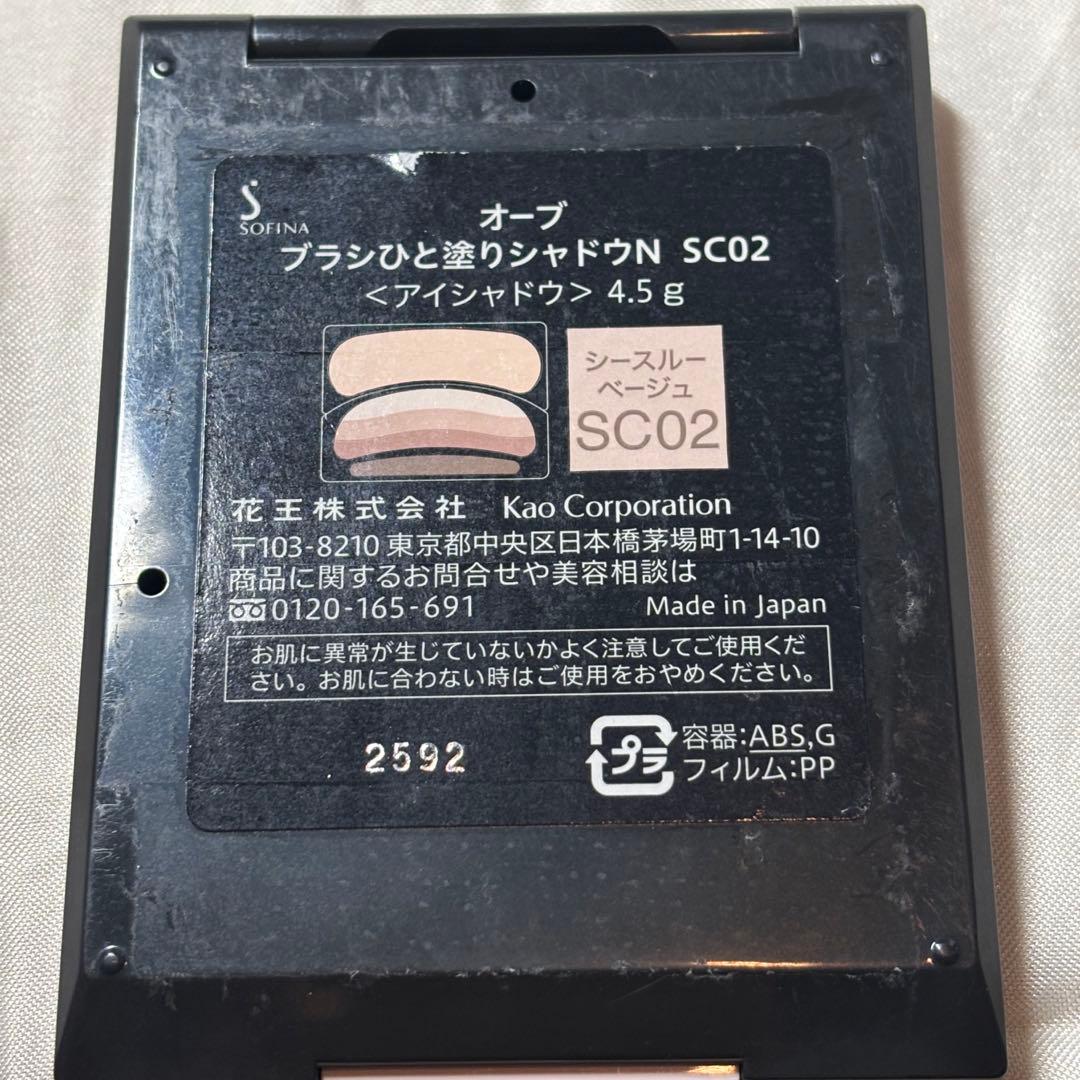 SOFINA
オーブ
ブラシひと塗りシャドウN SC02
＜アイシャドウ＞ 4.5g
シースルー
ベージュ
SC02
花王株式会社 Kao Corporation
〒103-8210 東京都中央区日本橋茅場町1-14-10
商品に関するお問合せや美容相談は
0120-165-691 Made in Japan
お肌に異常が生じていないかよく注意してご使用くだ
さい。お肌に合わない時はご使用をおやめください。
2592
プラ
容器:ABS,G
フィルム:PP